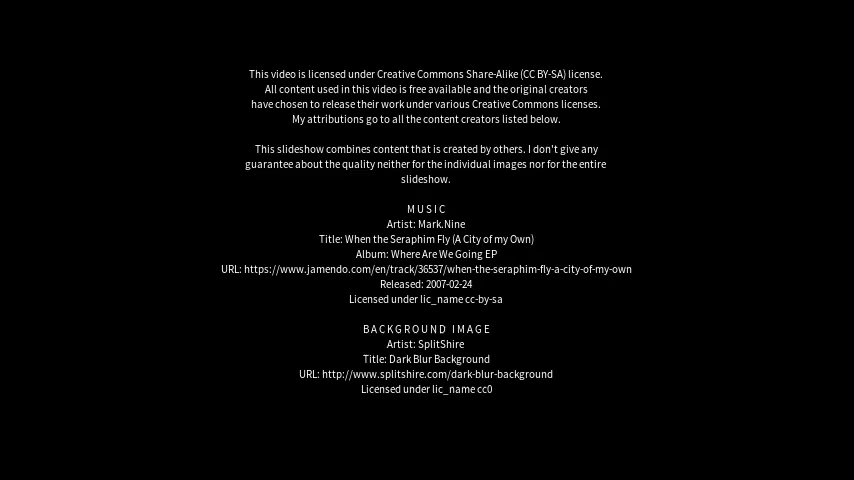 This video is licensed under Creative Commons Share-Alike (CC BY-SA) license.
All content used in this video is free available and the original creators
have chosen to release their work under various Creative Commons licenses.
My attributions go to all the content creators listed below.
This slideshow combines content that is created by others. I don't give any
guarantee about the quality neither for the individual images nor for the entire
slideshow.
MUSIC
Artist: Mark.Nine
Title: When the Seraphim Fly (A City of my Own)
Album: Where Are We Going EP
URL: https://www.jamendo.com/en/track/36537/when-the-seraphim-fly-a-city-of-my-own
Released: 2007-02-24
Licensed under lic_name cc-by-sa
BACKGROUND IMAGE
Artist: SplitShire
Title: Dark Blur Background
URL: http://www.splitshire.com/dark-blur-background
Licensed under lic_name cc0